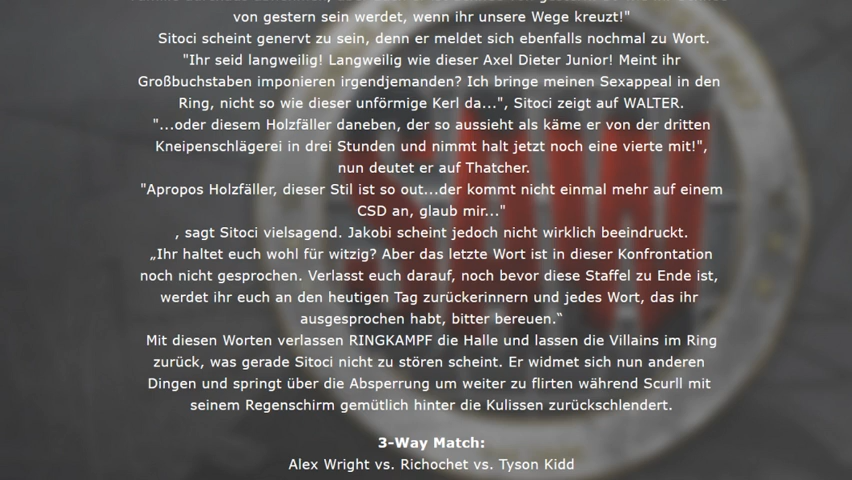 von gestern sein werdet, wenn ihr unsere Wege kreuzt!"
Sitoci scheint genervt zu sein, denn er meldet sich ebenfalls nochmal zu Wort.
"Ihr seid langweilig! Langweilig wie dieser Axel Dieter Junior! Meint ihr
Großbuchstaben imponieren irgendjemanden? Ich bringe meinen Sexappeal in den
Ring, nicht so wie dieser unförmige Kerl da...", Sitoci zeigt auf WALTER.
"...oder diesem Holzfäller daneben, der so aussieht als käme er von der dritten
Kneipenschlägerei in drei Stunden und nimmt halt jetzt noch eine vierte mit!",
nun deutet er auf Thatcher.
"Apropos Holzfäller, dieser Stil ist so out...der kommt nicht einmal mehr auf einem
CSD an, glaub mir..."
, sagt Sitoci vielsagend. Jakobi scheint jedoch nicht wirklich beeindruckt.
„Ihr haltet euch wohl für witzig? Aber das letzte Wort ist in dieser Konfrontation
noch nicht gesprochen. Verlasst euch darauf, noch bevor diese Staffel zu Ende ist,
werdet ihr euch an den heutigen Tag zurückerinnern und jedes Wort, das ihr
ausgesprochen habt, bitter bereuen.“
Mit diesen Worten verlassen RINGKAMPF die Halle und lassen die Villains im Ring
zurück, was gerade Sitoci nicht zu stören scheint. Er widmet sich nun anderen
Dingen und springt über die Absperrung um weiter zu flirten während Scurll mit
seinem Regenschirm gemütlich hinter die Kulissen zurückschlendert.
3-Way Match:
Alex Wright vs. Richochet vs. Tyson Kidd